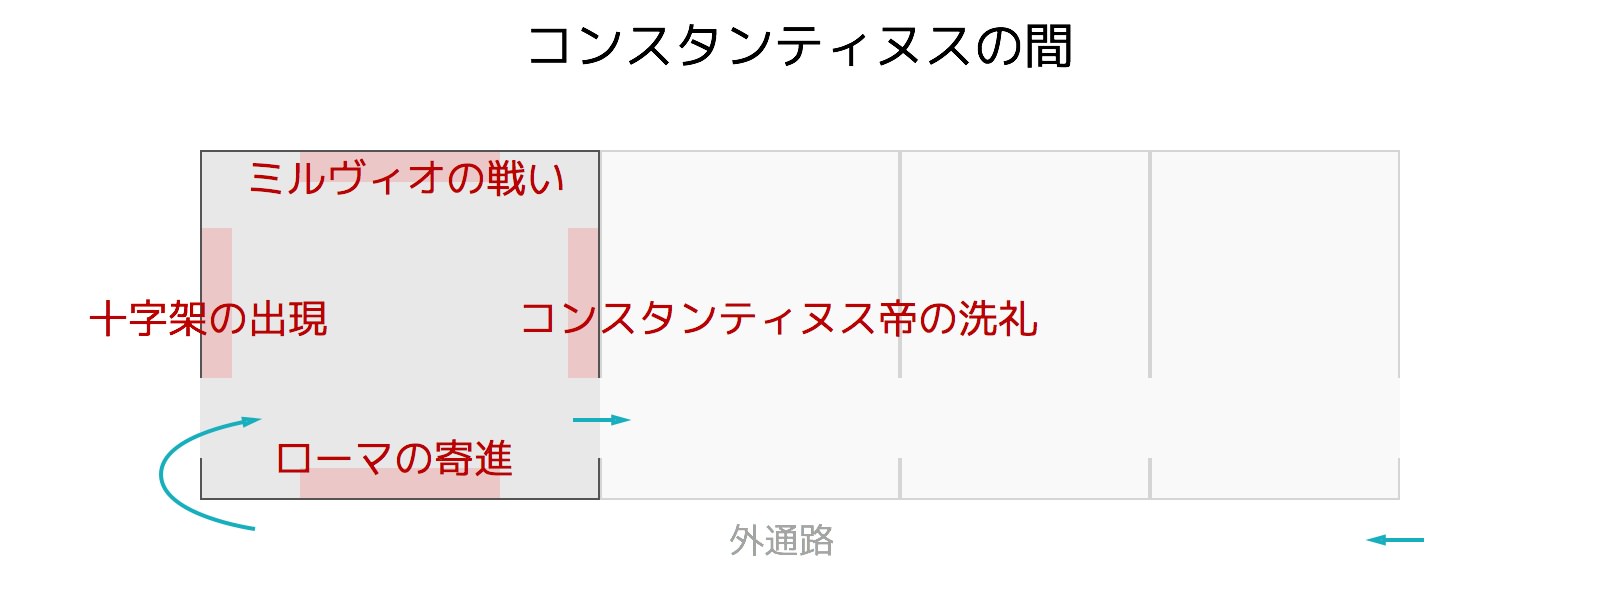 コンスタンティヌスの間
ミルヴィオの戦い
十字架の出現
コンスタンティヌス帝の洗礼
ローマの寄進
外通路